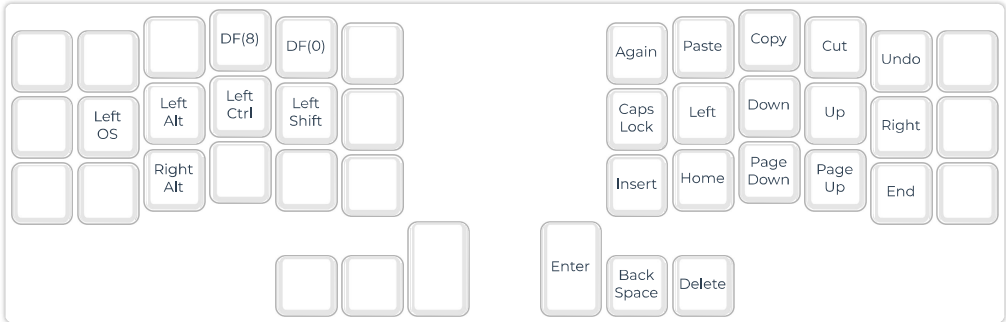 DF(8)
DF(0)
Again
Paste
Copy
Cut
Undo
Left
OS
Left
Alt
Left
Ctrl
Left
Shift
Caps
Lock
Left
Down
Up
Right
Right
Alt
Insert
Home
Page
Down
Page
Up
End
Enter
Back
Space
Delete